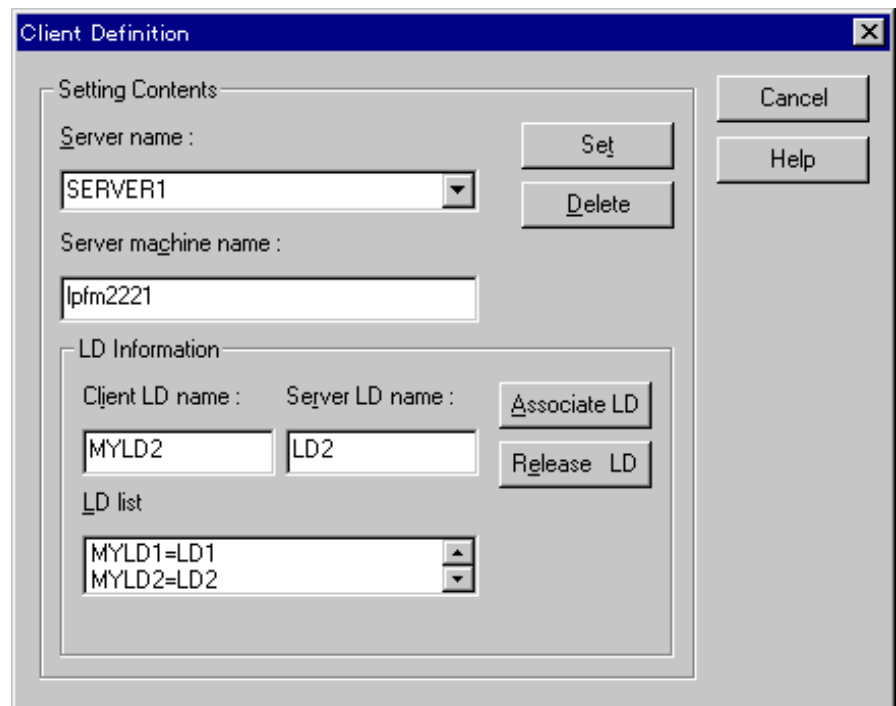 Client Definition
Setting Contents
Server name :
SERVER1
Set
Delete
Cancel
Help
Server machine name :
lpfm2221
LD Information
Client LD name :
Server LD name :
MYLD2
LD2
Associate LD
Release LD
LD list
MYLD1=LD1
MYLD2=LD2